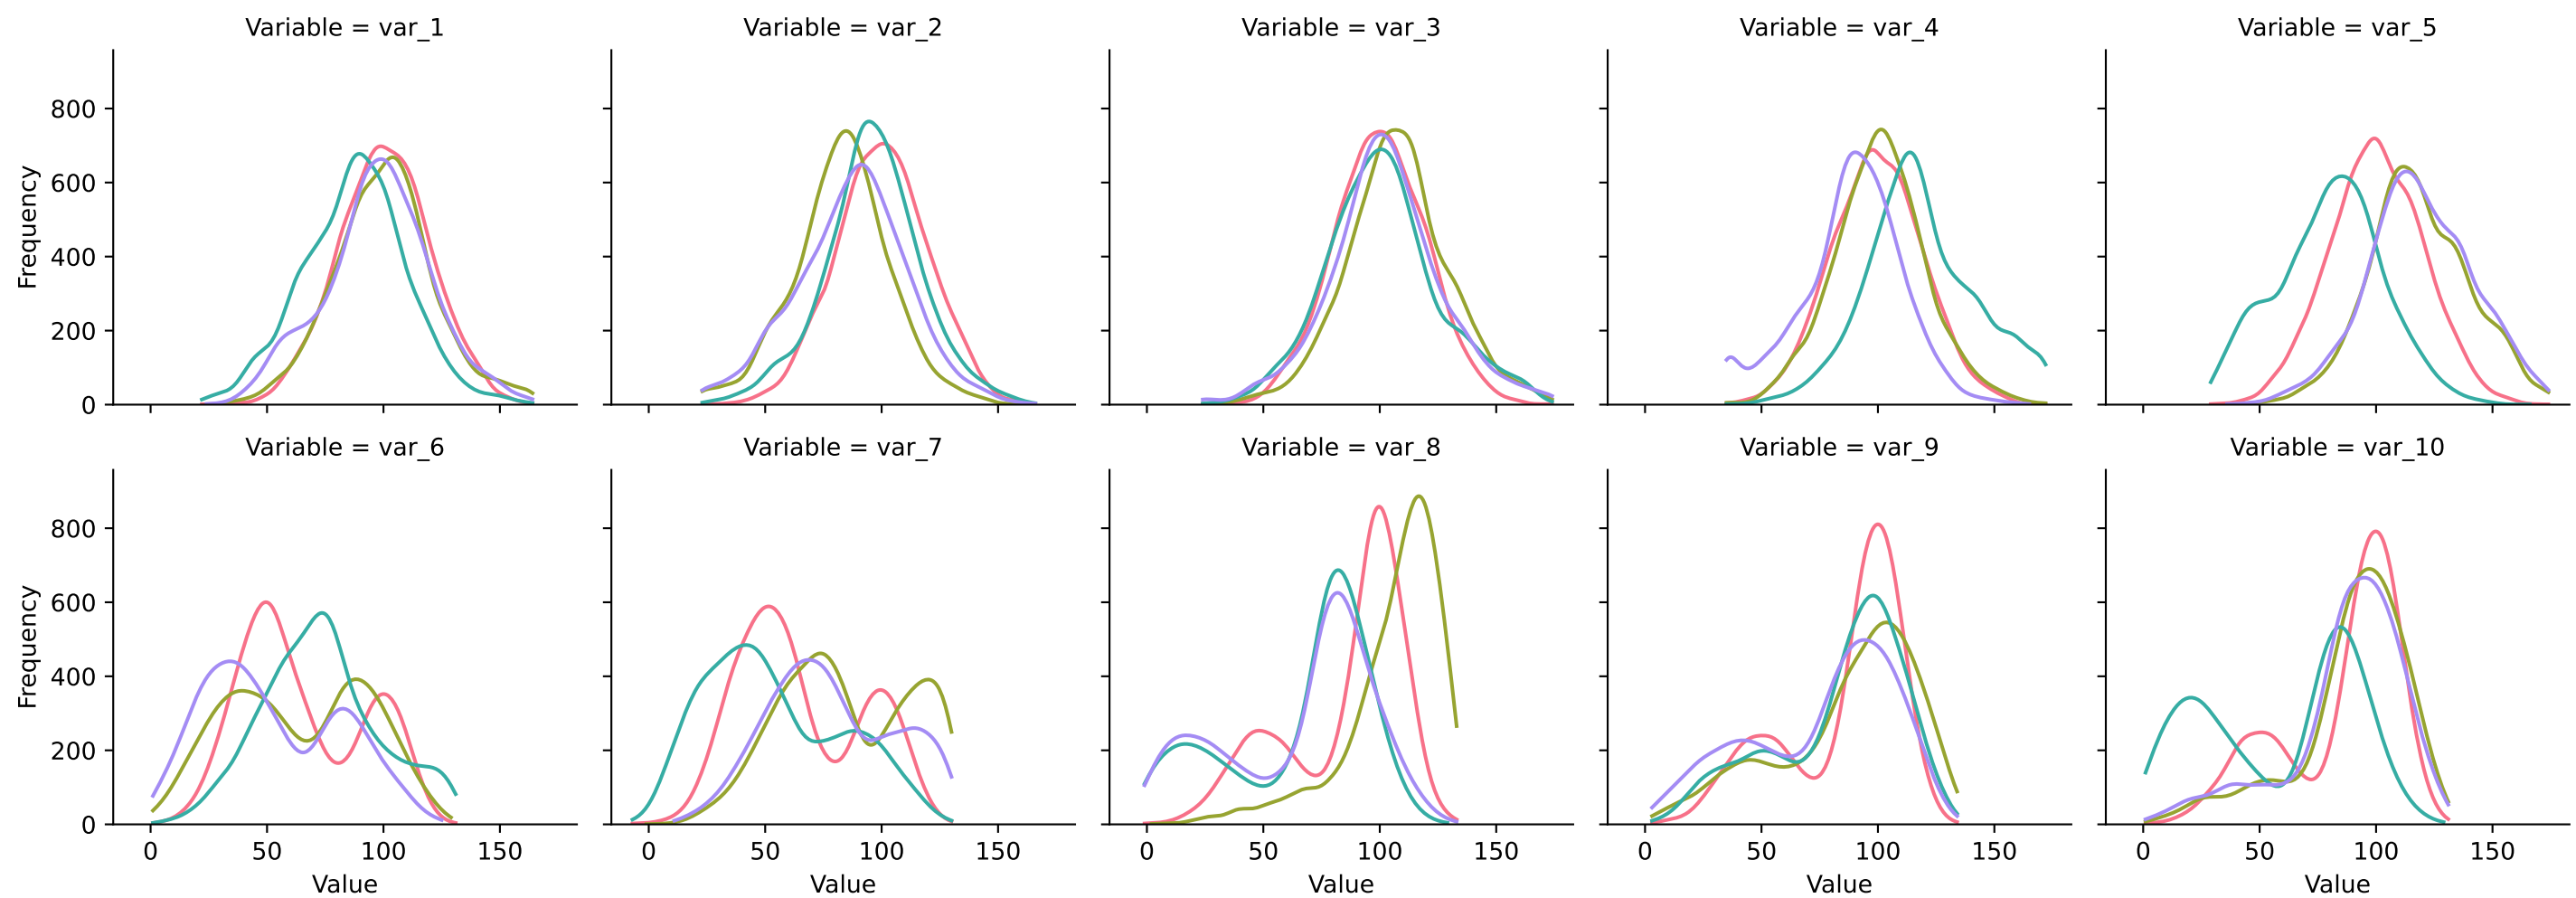 Variable = var_1
Variable = var_2
Variable = var_3
Variable = var_4
Variable = var_5
Frequency
800
600
400
200
0
Variable = var_6
Variable = var_7
Variable = var_8
Variable = var_9
Variable = var_10
Frequency
800
600
400
200
0
0 50 100 150
0 50 100 150
0 50 100 150
0 50 100 150
0 50 100 150
Value
Value
Value
Value
Value